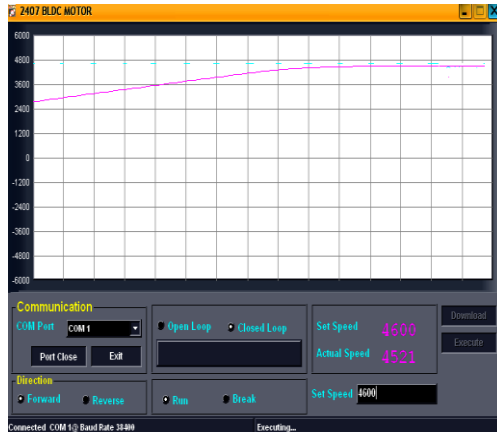 2407 BLDC MOTOR
6000
4800
3600
2400
1200
0
-1200
-2400
-3600
-4800
-6000
Communication
COM Port COM 1
Port Close Exit
Open Loop Closed Loop
Set Speed 4600
Actual Speed 4521
Download
Execute
Direction
Forward Reverse
Run Break
Set Speed 4600
Connected COM 1@ Baud Rate 38400 Executing...